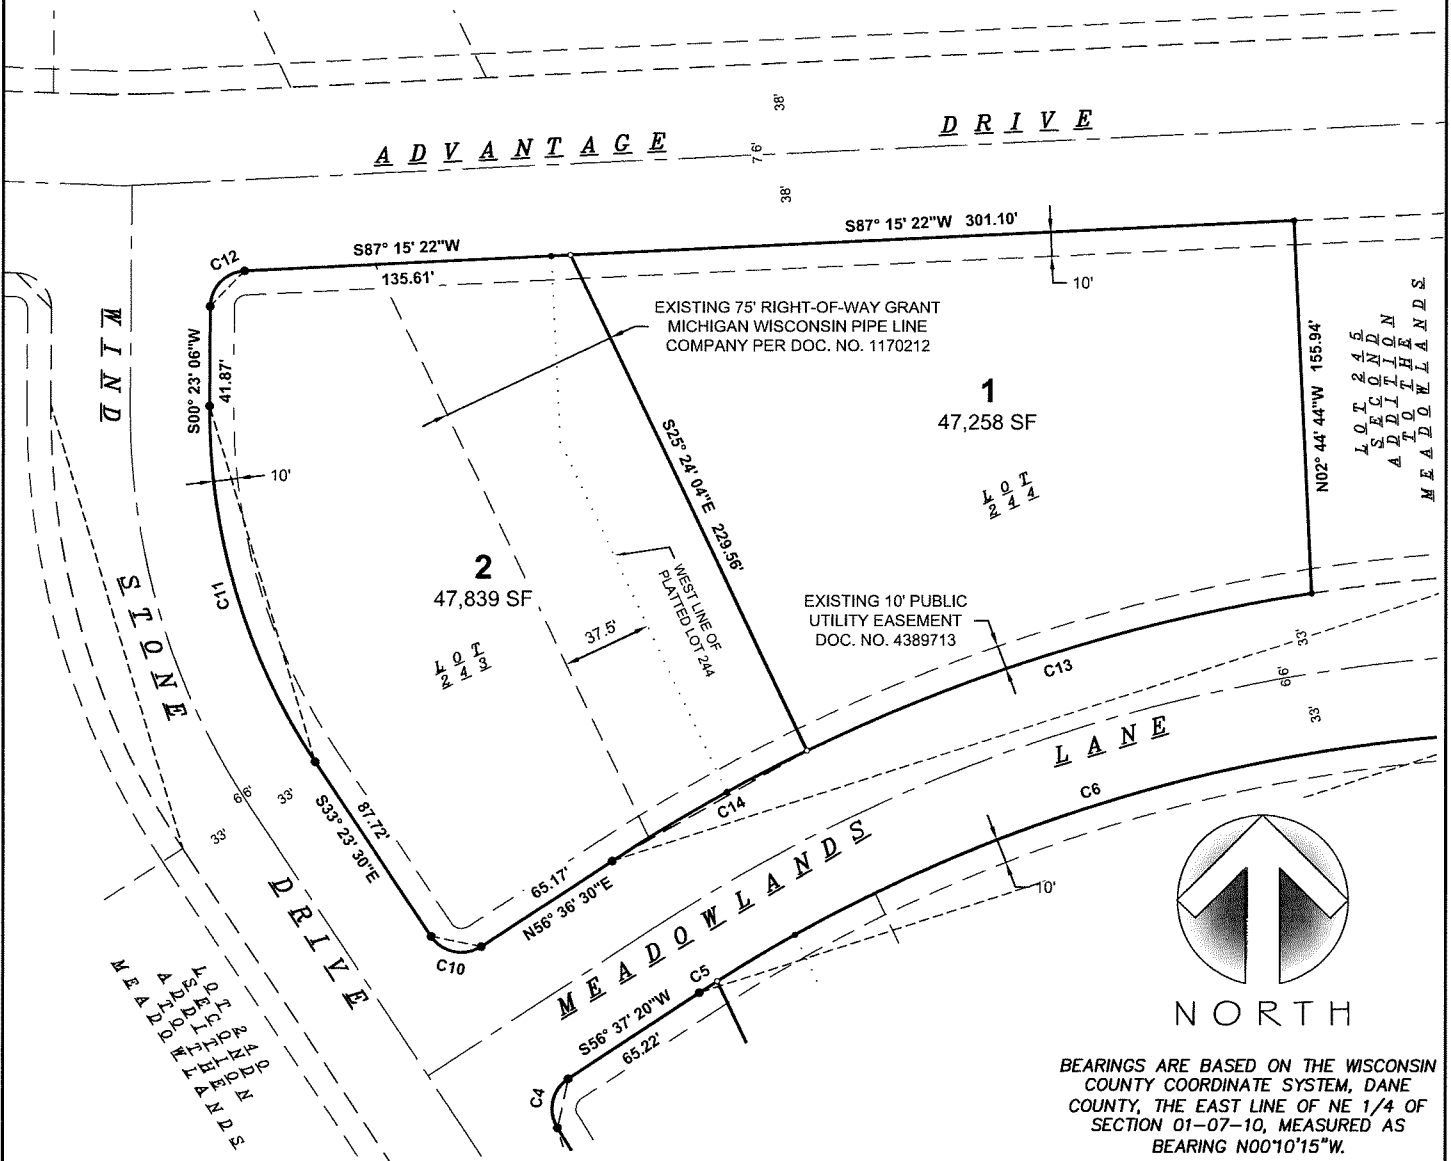 38'
ADVANTAGE DRIVE
76'
38'
C12
S87° 15' 22"W
135.61'
S87° 15' 22"W 301.10'
10'
EXISTING 75' RIGHT-OF-WAY GRANT
MICHIGAN WISCONSIN PIPE LINE
COMPANY PER DOC. NO. 1170212
WIND STONE DRIVE
S00° 23' 06"W
41.87'
10'
C11
1
47,258 SF
LOT
244
S25° 24' 04"E 229.56'
N02° 44' 44"W 155.94'
LOT 245
SECOND
ADDITION
TO THE
MEADOWLANDS
2
47,839 SF
LOT
243
37.5'
WEST LINE OF
PLATTED LOT 244
EXISTING 10' PUBLIC
UTILITY EASEMENT
DOC. NO. 4389713
C13
33'
66'
33'
66'
33'
33'
87.72'
S33° 23' 30"E
C10
65.17'
N56° 36' 30"E
C14
MEADOWLANDS LANE
C6
10'
C5
S56° 37' 20"W
65.22'
C4
LOT 240
SECOND
ADDITION
TO THE
MEADOWLANDS
NORTH
BEARINGS ARE BASED ON THE WISCONSIN
COUNTY COORDINATE SYSTEM, DANE
COUNTY, THE EAST LINE OF NE 1/4 OF
SECTION 01-07-10, MEASURED AS
BEARING N00°10'15"W.